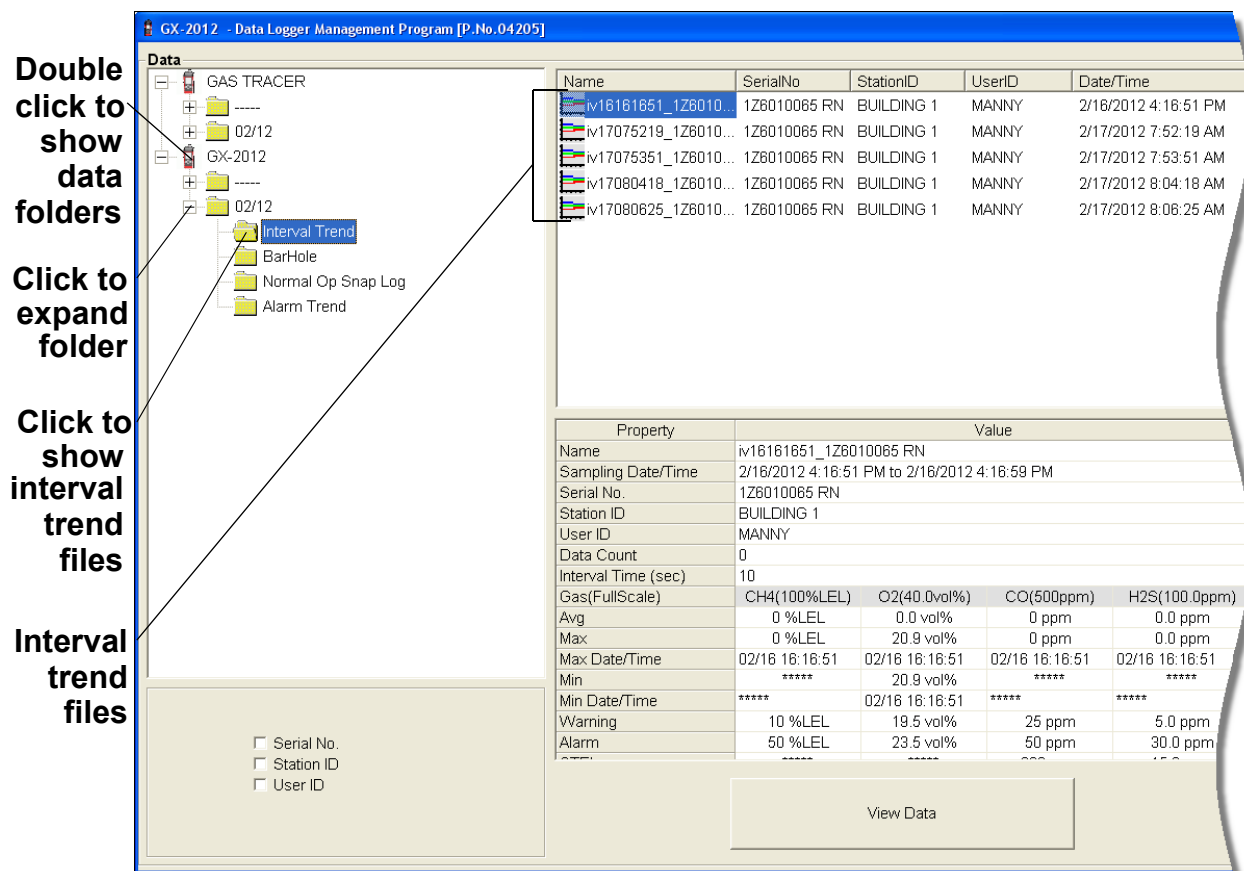 GX-2012 - Data Logger Management Program [P.No.04205]
Data
Double
click to
show
data
folders
Click to
expand
folder
Click to
show
interval
trend
files
Interval
trend
files
GAS TRACER
-----
02/12
GX-2012
-----
02/12
Interval Trend
BarHole
Normal Op Snap Log
Alarm Trend
Serial No.
Station ID
User ID
Name SerialNo StationID UserID Date/Time
iv16161651_1Z6010... 1Z6010065 RN BUILDING 1 MANNY 2/16/2012 4:16:51 PM
iv17075219_1Z6010... 1Z6010065 RN BUILDING 1 MANNY 2/17/2012 7:52:19 AM
iv17075351_1Z6010... 1Z6010065 RN BUILDING 1 MANNY 2/17/2012 7:53:51 AM
iv17080418_1Z6010... 1Z6010065 RN BUILDING 1 MANNY 2/17/2012 8:04:18 AM
iv17080625_1Z6010... 1Z6010065 RN BUILDING 1 MANNY 2/17/2012 8:06:25 AM
Property Value
Name iv16161651_1Z6010065 RN
Sampling Date/Time 2/16/2012 4:16:51 PM to 2/16/2012 4:16:59 PM
Serial No. 1Z6010065 RN
Station ID BUILDING 1
User ID MANNY
Data Count 0
Interval Time (sec) 10
Gas(FullScale) CH4(100%LEL) O2(40.0vol%) CO(500ppm) H2S(100.0ppm)
Avg 0 %LEL 0.0 vol% 0 ppm 0.0 ppm
Max 0 %LEL 20.9 vol% 0 ppm 0.0 ppm
Max Date/Time 02/16 16:16:51 02/16 16:16:51 02/16 16:16:51 02/16 16:16:51
Min ***** 20.9 vol% ***** *****
Min Date/Time ***** 02/16 16:16:51 ***** *****
Warning 10 %LEL 19.5 vol% 25 ppm 5.0 ppm
Alarm 50 %LEL 23.5 vol% 50 ppm 30.0 ppm
View Data